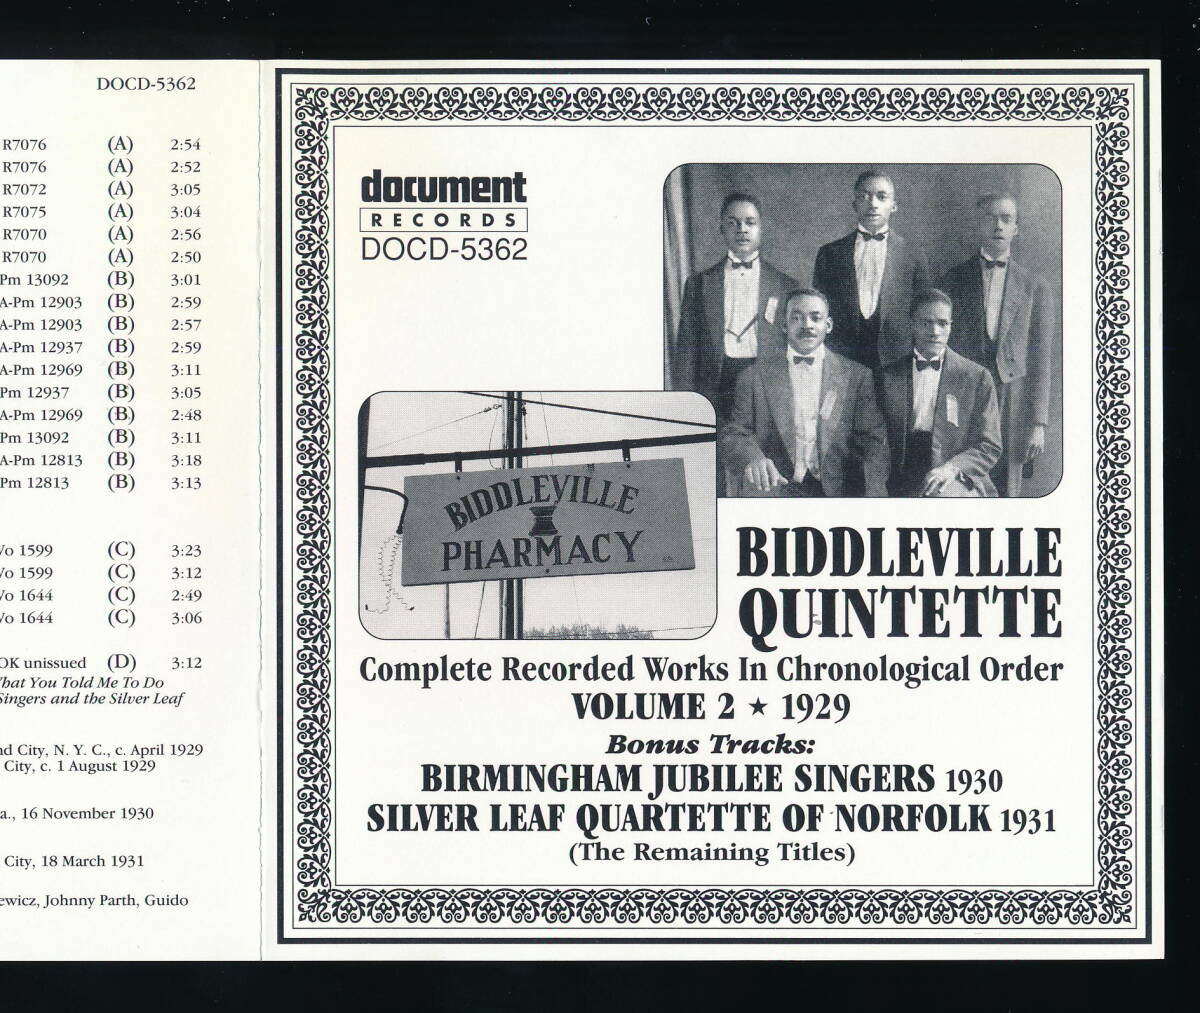 DOCD-5362
R7076 (A) 2:54
R7076 (A) 2:52
R7072 (A) 3:05
R7075 (A) 3:04
R7070 (A) 2:56
R7070 (A) 2:50
Pm 13092 (B) 3:01
A-Pm 12903 (B) 2:59
A-Pm 12903 (B) 2:57
A-Pm 12937 (B) 2:59
A-Pm 12969 (B) 3:11
Pm 12937 (B) 3:05
A-Pm 12969 (B) 2:48
Pm 13092 (B) 3:11
A-Pm 12813 (B) 3:18
Pm 12813 (B) 3:13
Vo 1599 (C) 3:23
Vo 1599 (C) 3:12
Vo 1644 (C) 2:49
Vo 1644 (C) 3:06
OK unissued (D) 3:12
What You Told Me To Do
Singers and the Silver Leaf
nd City, N. Y. C., c. April 1929
City, c. 1 August 1929
a., 16 November 1930
City, 18 March 1931
ewicz, Johnny Parth, Guido
document
RECORDS
DOCD-5362
BIDDLEVILLE
PHARMACY
BIDDLEVILLE
QUINTETTE
Complete Recorded Works In Chronological Order
VOLUME 2 ★ 1929
Bonus Tracks:
BIRMINGHAM JUBILEE SINGERS 1930
SILVER LEAF QUARTETTE OF NORFOLK 1931
(The Remaining Titles)